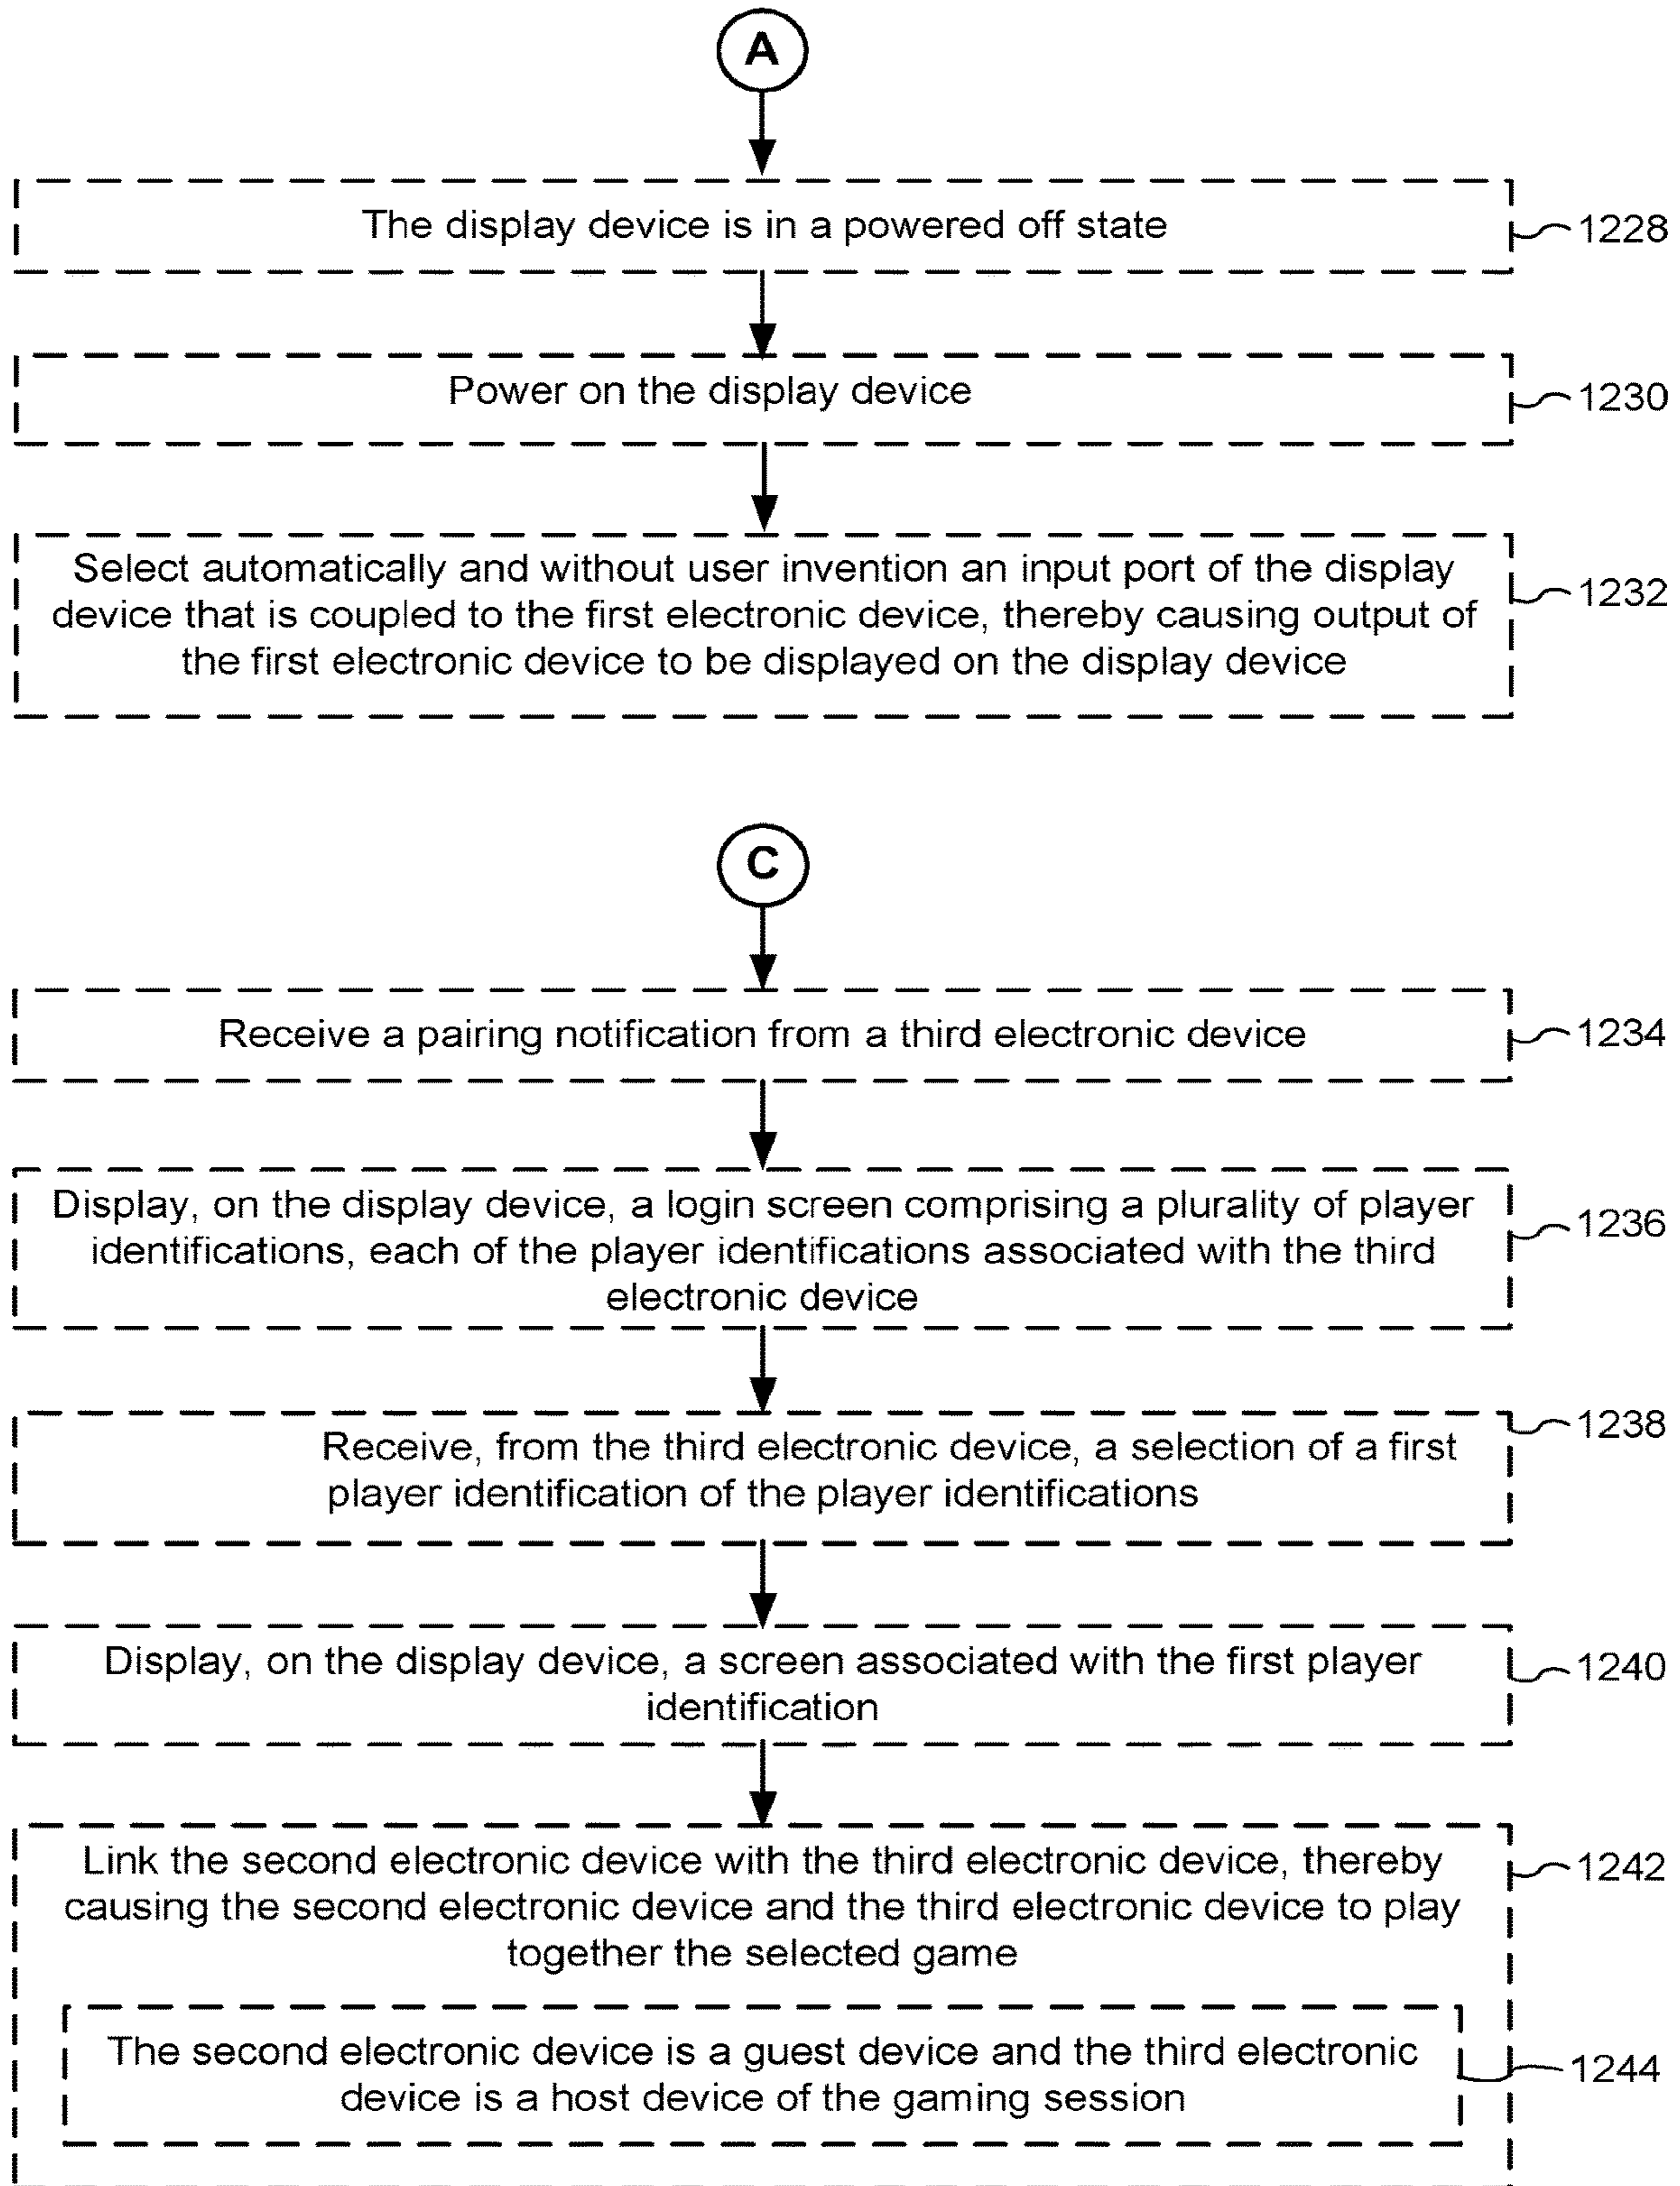 A
The display device is in a powered off state
1228
Power on the display device
1230
Select automatically and without user invention an input port of the display
device that is coupled to the first electronic device, thereby causing output of
the first electronic device to be displayed on the display device
1232
C
Receive a pairing notification from a third electronic device
1234
Display, on the display device, a login screen comprising a plurality of player
identifications, each of the player identifications associated with the third
electronic device
1236
Receive, from the third electronic device, a selection of a first
player identification of the player identifications
1238
Display, on the display device, a screen associated with the first player
identification
1240
Link the second electronic device with the third electronic device, thereby
causing the second electronic device and the third electronic device to play
together the selected game
1242
The second electronic device is a guest device and the third electronic
device is a host device of the gaming session
1244